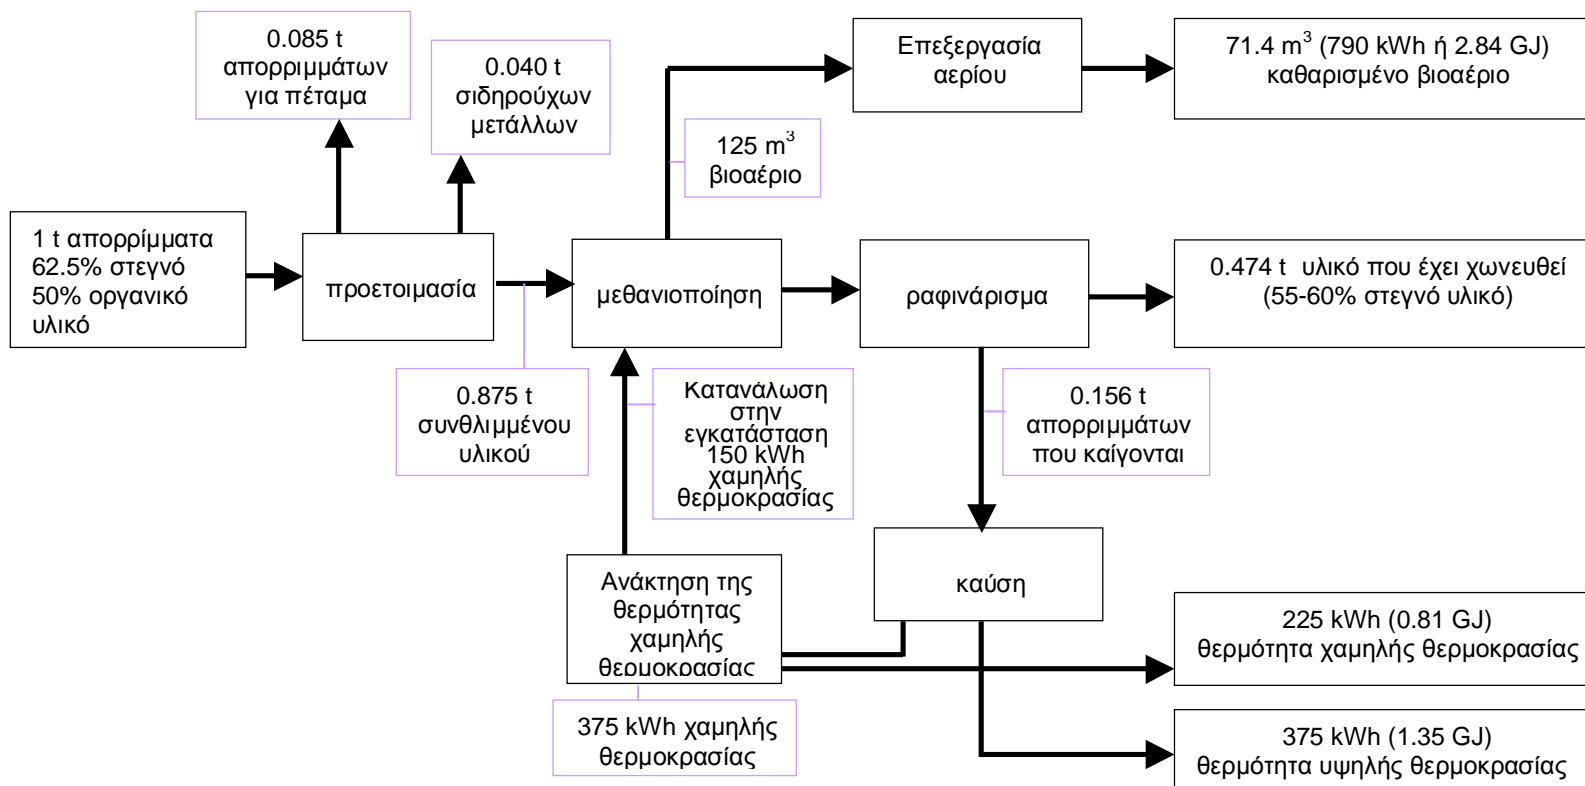 0.085 t
απορριμμάτων
για πέταμα
0.040 t
σιδηρούχων
μετάλλων
Επεξεργασία
αερίου
71.4 m³ (790 kWh ή 2.84 GJ)
καθαρισμένο βιοαέριο
125 m³
βιοαέριο
1 t απορρίμματα
62.5% στεγνό
50% οργανικό
υλικό
προετοιμασία
μεθανιοποίηση
ραφινάρισμα
0.474 t υλικό που έχει χωνευθεί
(55-60% στεγνό υλικό)
0.875 t
συνθλιμμένου
υλικού
Κατανάλωση
στην
εγκατάσταση
150 kWh
χαμηλής
θερμοκρασίας
0.156 t
απορριμμάτων
που καίγονται
Ανάκτηση της
θερμότητας
χαμηλής
θερμοκρασίας
καύση
225 kWh (0.81 GJ)
θερμότητα χαμηλής θερμοκρασίας
375 kWh χαμηλής
θερμοκρασίας
375 kWh (1.35 GJ)
θερμότητα υψηλής θερμοκρασίας